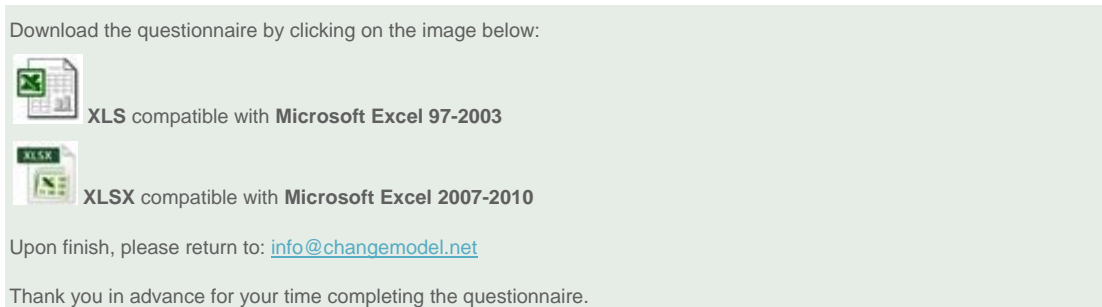 Download the questionnaire by clicking on the image below:
XLS compatible with Microsoft Excel 97-2003
XLSX
XLSX compatible with Microsoft Excel 2007-2010
Upon finish, please return to: info@changemodel.net
Thank you in advance for your time completing the questionnaire.